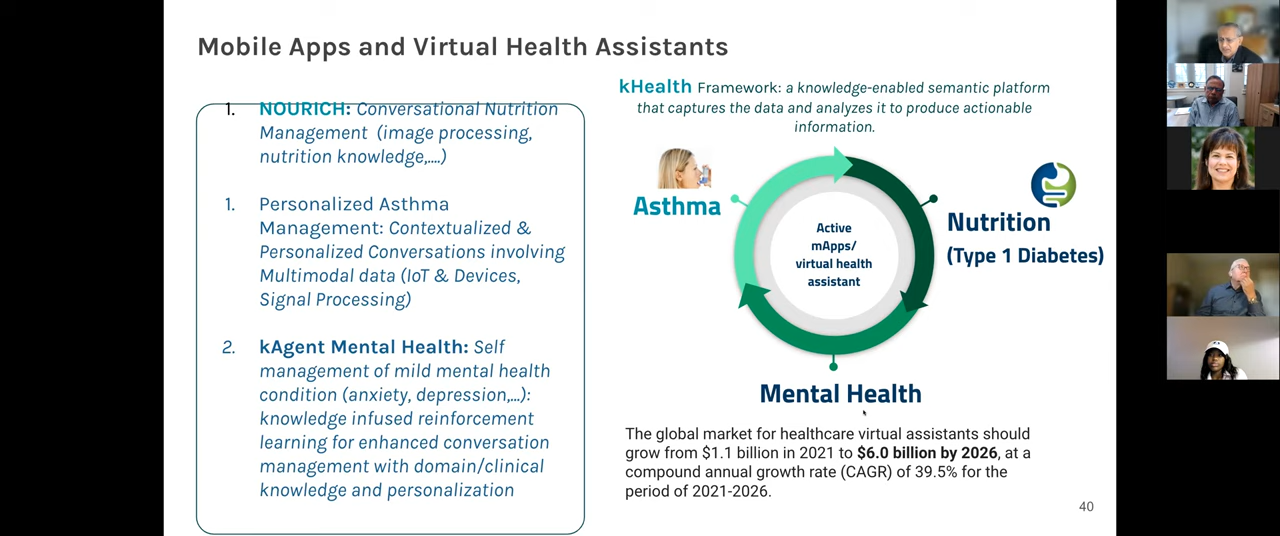 Mobile Apps and Virtual Health Assistants
1. NOURICH: Conversational Nutrition
Management (image processing,
nutrition knowledge,....)
1. Personalized Asthma
Management: Contextualized &
Personalized Conversations involving
Multimodal data (IoT & Devices,
Signal Processing)
2. kAgent Mental Health: Self
management of mild mental health
condition (anxiety, depression,...):
knowledge infused reinforcement
learning for enhanced conversation
management with domain/clinical
knowledge and personalization
kHealth Framework: a knowledge-enabled semantic platform
that captures the data and analyzes it to produce actionable
information.
Asthma
Active
mApps/
virtual health
assistant
Nutrition
(Type 1 Diabetes)
Mental Health
The global market for healthcare virtual assistants should
grow from $1.1 billion in 2021 to $6.0 billion by 2026, at a
compound annual growth rate (CAGR) of 39.5% for the
period of 2021-2026.
40